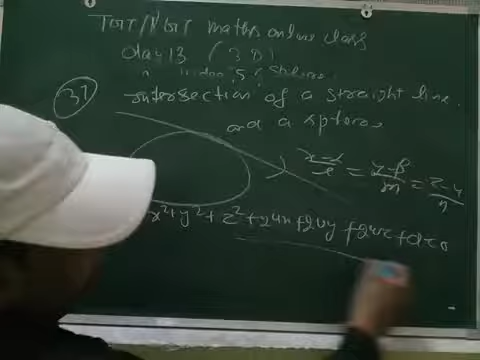 TGT/PGT maths online class
day 13 (3D)
37 intersection of a straight line
and a sphere
x-α/l = y-β/m = z-γ/n
x²+y²+z²+2ux+2vy+2wz+d=0